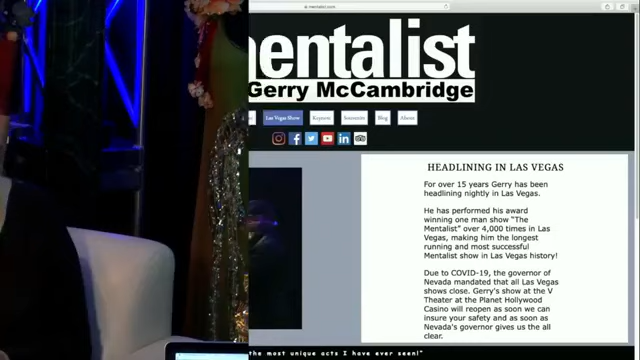 mentalist.com
mentalist
Gerry McCambridge
Las Vegas Show Keynote Souvenirs Blog About
HEADLINING IN LAS VEGAS
For over 15 years Gerry has been
headlining nightly in Las Vegas.
He has performed his award
winning one man show "The
Mentalist" over 4,000 times in Las
Vegas, making him the longest
running and most successful
Mentalist show in Las Vegas history!
Due to COVID-19, the governor of
Nevada mandated that all Las Vegas
shows close. Gerry's show at the V
Theater at the Planet Hollywood
Casino will reopen as soon we can
insure your safety and as soon as
Nevada's governor gives us the all
clear.
the most unique acts I have ever seen!"